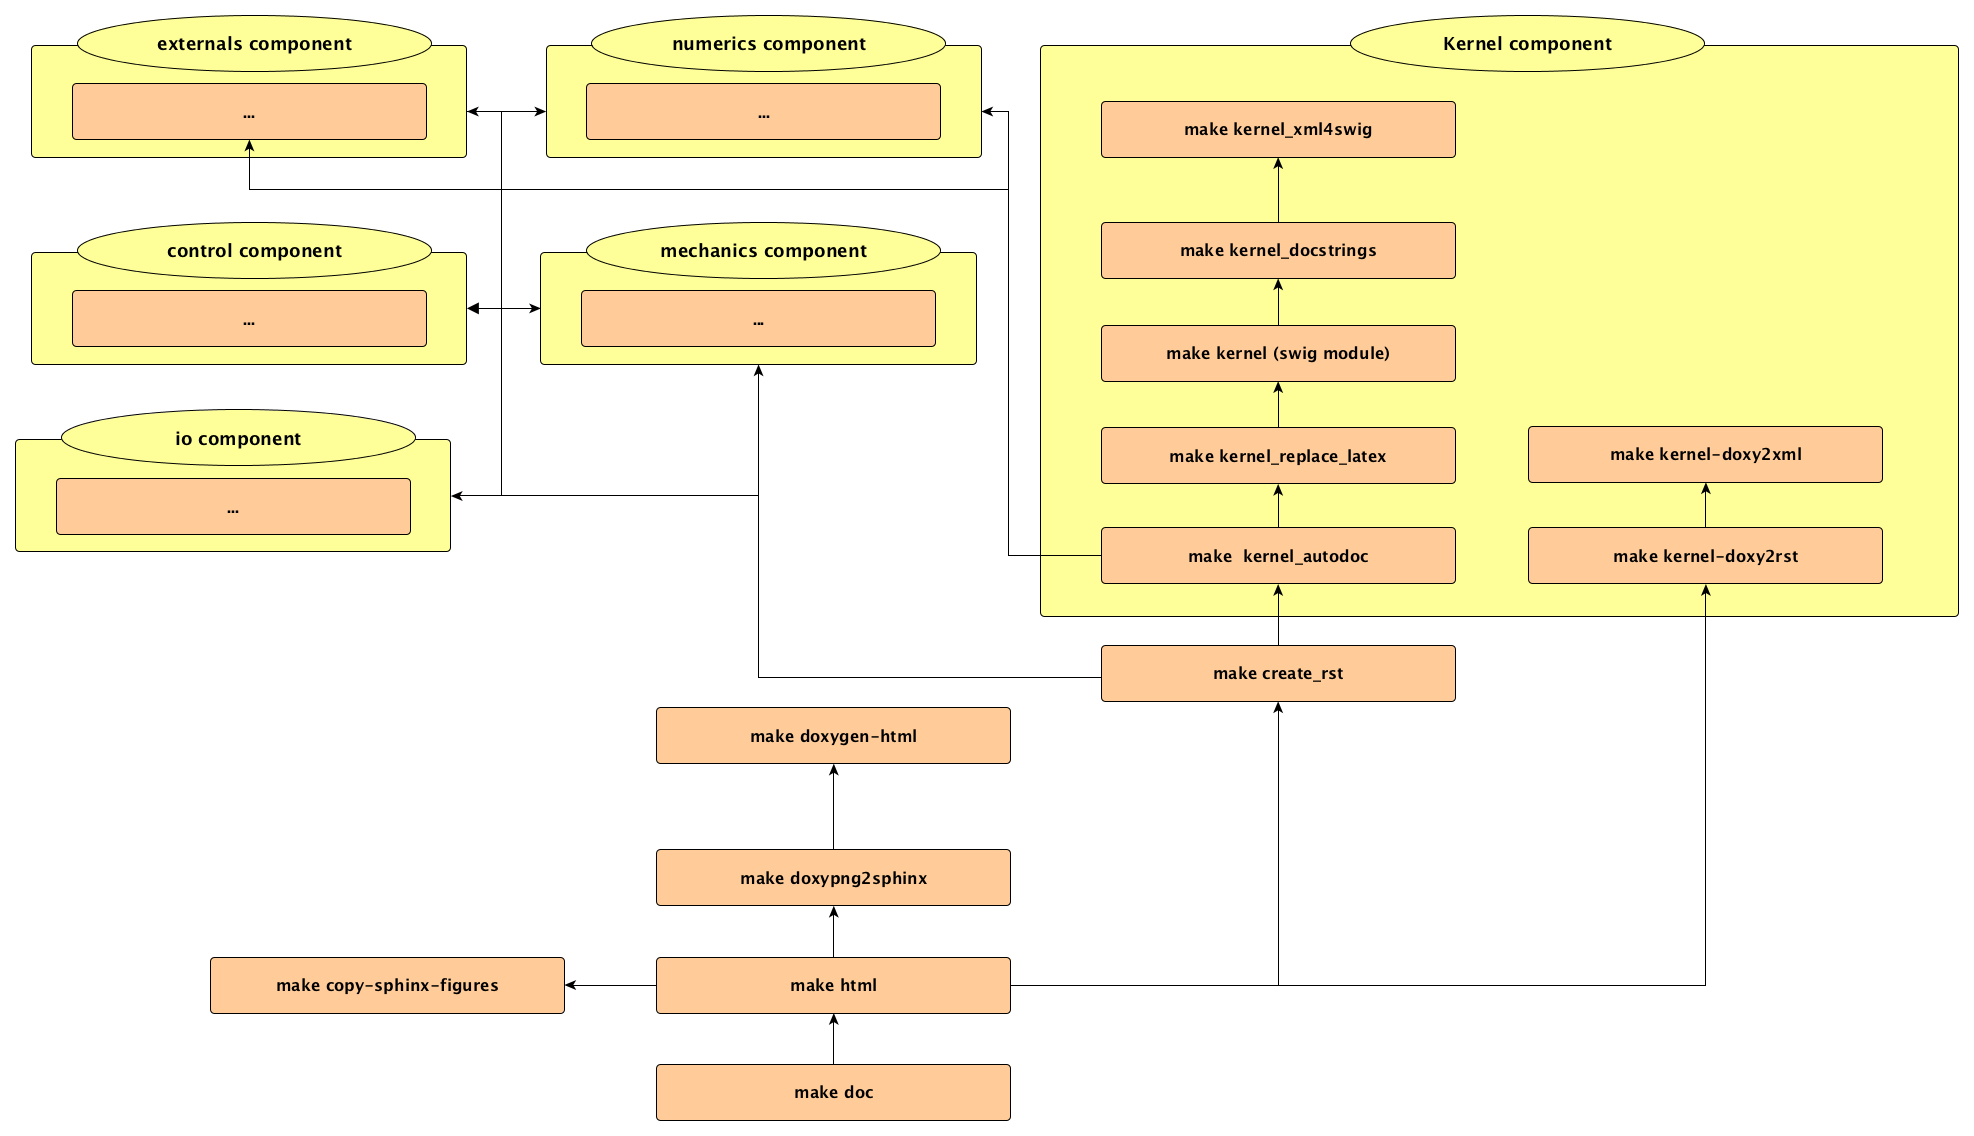 externals component
numerics component
Kernel component
...
...
make kernel_xml4swig
control component
mechanics component
make kernel_docstrings
...
...
make kernel (swig module)
io component
make kernel_replace_latex
make kernel-doxy2xml
...
make  kernel_autodoc
make kernel-doxy2rst
make create_rst
make doxygen-html
make doxypng2sphinx
make copy-sphinx-figures
make html
make doc